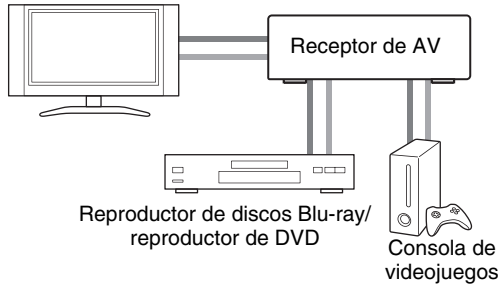 Receptor de AV
Reproductor de discos Blu-ray/
reproductor de DVD
Consola de
videojuegos